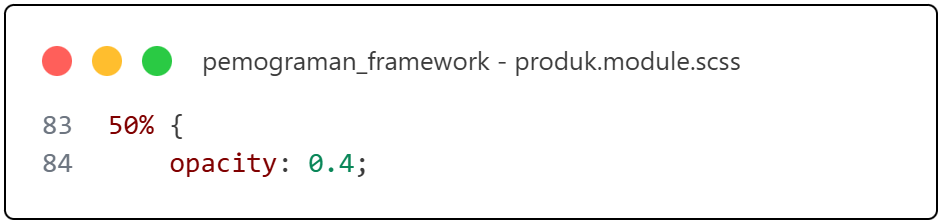 pemograman_framework - produk.module.scss
83 50% {
84 opacity: 0.4;